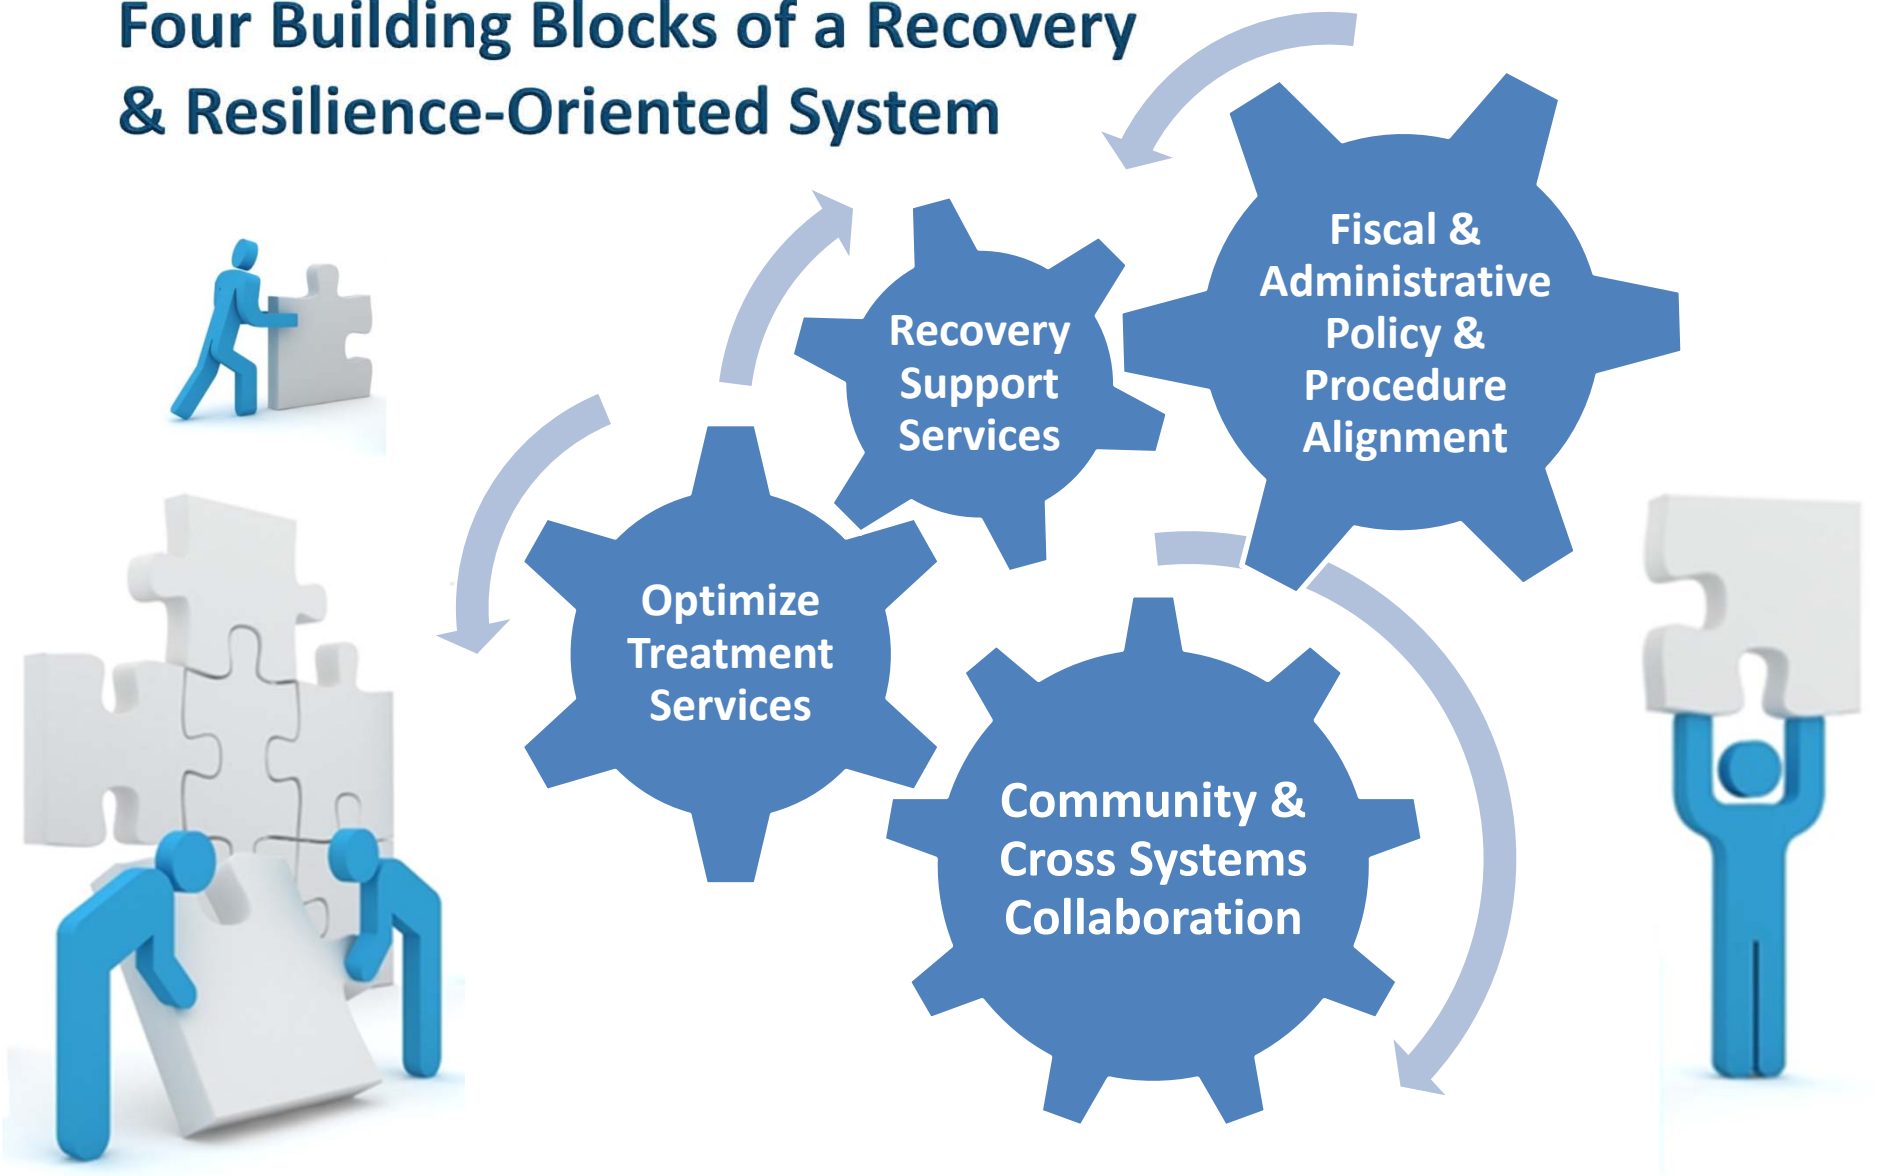 Four Building Blocks of a Recovery
& Resilience-Oriented System
Fiscal &
Administrative
Policy &
Procedure
Alignment
Recovery
Support
Services
Optimize
Treatment
Services
Community &
Cross Systems
Collaboration